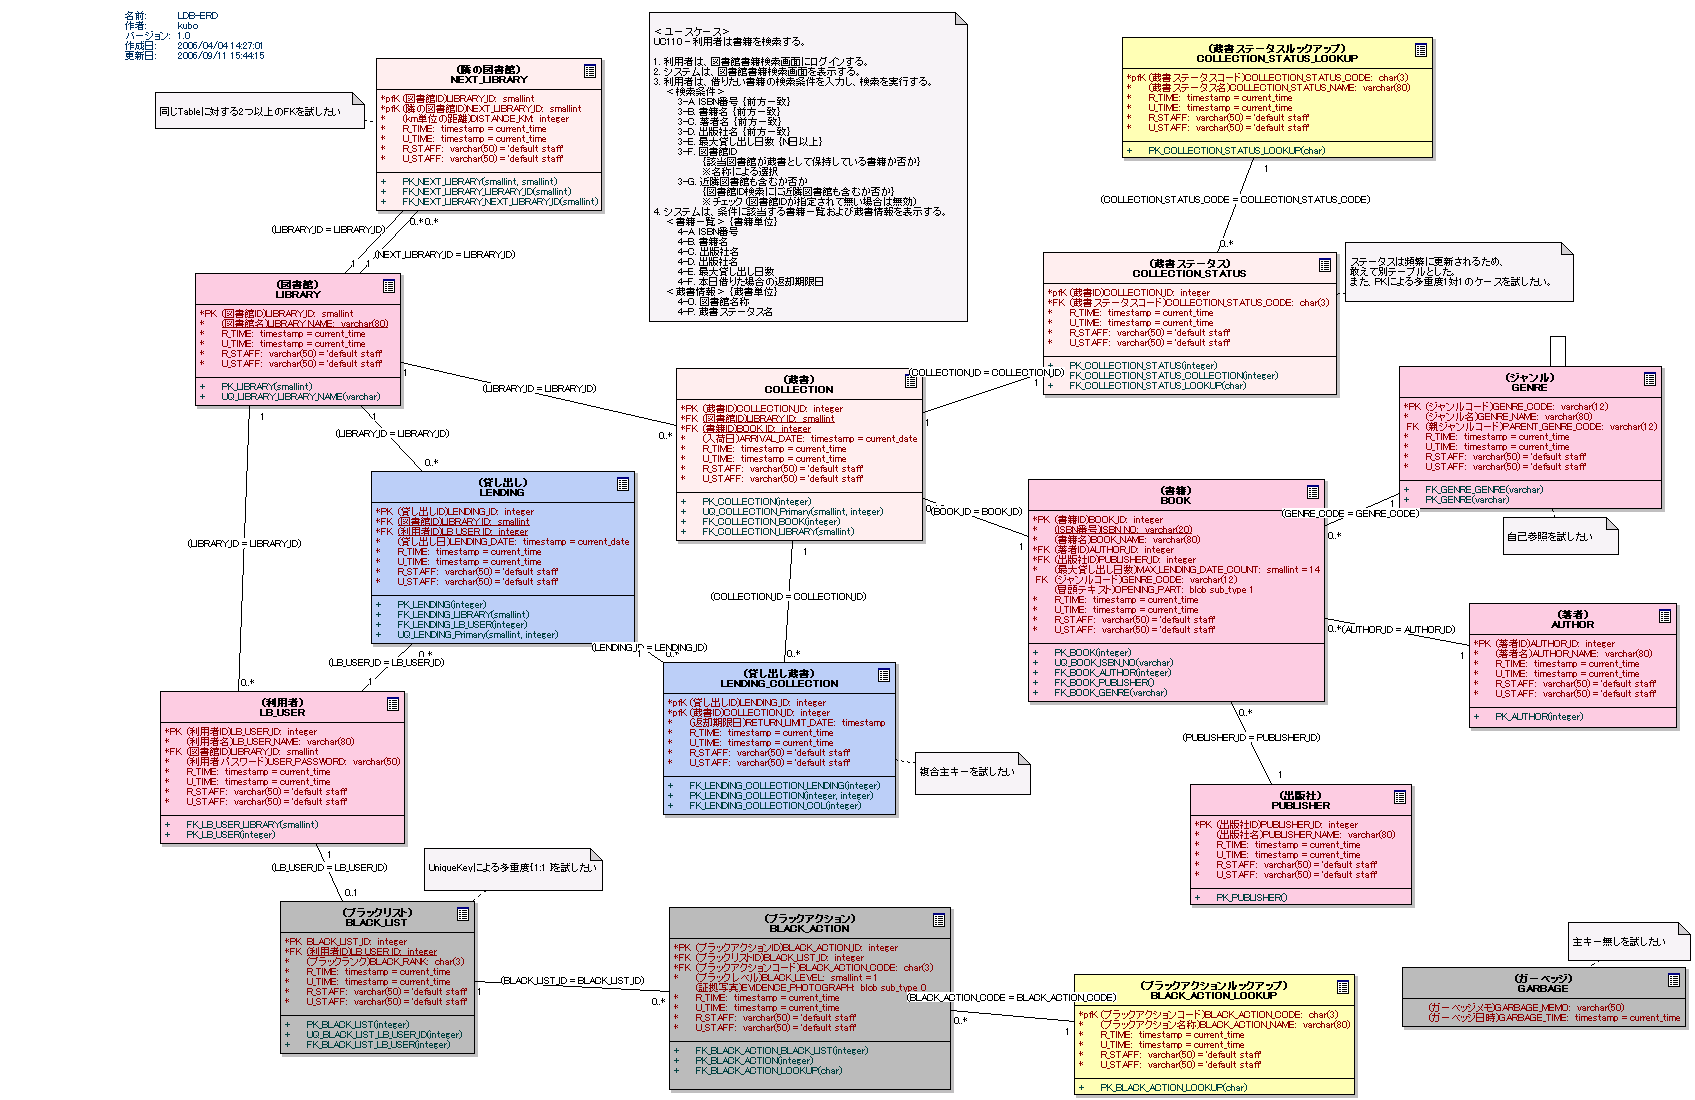 名前: LDB-ERD
作者: kubo
バージョン: 1.0
作成日: 2006/04/04 14:27:01
更新日: 2006/09/11 15:44:15
同じTableに対する2つ以上のFKを試したい
(隣の図書館)
NEXT_LIBRARY
*pfK (図書館ID)LIBRARY_ID: smallint
*pfK (隣の図書館ID)NEXT_LIBRARY_ID: smallint
* (km単位の距離)DISTANCE_KM: integer
* R_TIME: timestamp = current_time
* U_TIME: timestamp = current_time
* R_STAFF: varchar(50) = 'default staff'
* U_STAFF: varchar(50) = 'default staff'
+ PK_NEXT_LIBRARY(smallint, smallint)
+ FK_NEXT_LIBRARY_LIBRARY_ID(smallint)
+ FK_NEXT_LIBRARY_NEXT_LIBRARY_ID(smallint)
<ユースケース>
UC110 - 利用者は書籍を検索する。
1. 利用者は、図書館書籍検索画面にログインする。
2. システムは、図書館書籍検索画面を表示する。
3. 利用者は、借りたい書籍の検索条件を入力し、検索を実行する。
<検索条件>
3-A. ISBN番号 {前方一致}
3-B. 書籍名 {前方一致}
3-C. 著者名 {前方一致}
3-D. 出版社名 {前方一致}
3-E. 最大貸し出し日数 {N日以上}
3-F. 図書館ID
{該当図書館が蔵書として保持している書籍か否か}
※名称による選択
3-G. 近隣図書館も含むか否か
{図書館ID検索にに近隣図書館も含むか否か}
※チェック (図書館IDが指定されて無い場合は無効)
4. システムは、条件に該当する書籍一覧および蔵書情報を表示する。
<書籍一覧> {書籍単位}
4-A. ISBN番号
4-B. 書籍名
4-C. 出版社名
4-D. 出版社名
4-E. 最大貸し出し日数
4-F. 本日借りた場合の返却期限日
<蔵書情報> {蔵書単位}
4-O. 図書館名称
4-P. 蔵書ステータス名
(蔵書ステータスルックアップ)
COLLECTION_STATUS_LOOKUP
*pfK (蔵書ステータスコード)COLLECTION_STATUS_CODE: char(3)
* (蔵書ステータス名)COLLECTION_STATUS_NAME: varchar(80)
* R_TIME: timestamp = current_time
* U_TIME: timestamp = current_time
* R_STAFF: varchar(50) = 'default staff'
* U_STAFF: varchar(50) = 'default staff'
+ PK_COLLECTION_STATUS_LOOKUP(char)
1
(COLLECTION_STATUS_CODE = COLLECTION_STATUS_CODE)
0..*
0..*0..*
(LIBRARY_ID = LIBRARY_ID)
(NEXT_LIBRARY_ID = LIBRARY_ID)
1
1
(蔵書ステータス)
COLLECTION_STATUS
*pfK (蔵書ID)COLLECTION_ID: integer
*FK (蔵書ステータスコード)COLLECTION_STATUS_CODE: char(3)
* R_TIME: timestamp = current_time
* U_TIME: timestamp = current_time
* R_STAFF: varchar(50) = 'default staff'
* U_STAFF: varchar(50) = 'default staff'
+ PK_COLLECTION_STATUS(integer)
+ FK_COLLECTION_STATUS_COLLECTION(integer)
+ FK_COLLECTION_STATUS_LOOKUP(char)
ステータスは頻繁に更新されるため、
敢えて別テーブルとした。
また、PKによる多重度1対1のケースを試したい。
(図書館)
LIBRARY
*PK (図書館ID)LIBRARY_ID: smallint
* (図書館名)LIBRARY_NAME: varchar(80)
* R_TIME: timestamp = current_time
* U_TIME: timestamp = current_time
* R_STAFF: varchar(50) = 'default staff'
* U_STAFF: varchar(50) = 'default staff'
+ PK_LIBRARY(smallint)
+ UQ_LIBRARY_LIBRARY_NAME(varchar)
1
(LIBRARY_ID = LIBRARY_ID)
0..*
1
(LIBRARY_ID = LIBRARY_ID)
0..*
1
(LIBRARY_ID = LIBRARY_ID)
0..*
(蔵書)
COLLECTION
*PK (蔵書ID)COLLECTION_ID: integer
*FK (図書館ID)LIBRARY_ID: smallint
*FK (書籍ID)BOOK_ID: integer
* (入荷日)ARRIVAL_DATE: timestamp = current_date
* R_TIME: timestamp = current_time
* U_TIME: timestamp = current_time
* R_STAFF: varchar(50) = 'default staff'
* U_STAFF: varchar(50) = 'default staff'
+ PK_COLLECTION(integer)
+ UQ_COLLECTION_Primary(smallint, integer)
+ FK_COLLECTION_BOOK(integer)
+ FK_COLLECTION_LIBRARY(smallint)
(COLLECTION_ID = COLLECTION_ID)
1
1
0..*
(BOOK_ID = BOOK_ID)
1
(ジャンル)
GENRE
*PK (ジャンルコード)GENRE_CODE: varchar(12)
* (ジャンル名)GENRE_NAME: varchar(80)
FK (親ジャンルコード)PARENT_GENRE_CODE: varchar(12)
* R_TIME: timestamp = current_time
* U_TIME: timestamp = current_time
* R_STAFF: varchar(50) = 'default staff'
* U_STAFF: varchar(50) = 'default staff'
+ FK_GENRE_GENRE(varchar)
+ PK_GENRE(varchar)
1
(GENRE_CODE = GENRE_CODE)
0..*
0..*
自己参照を試したい
(貸し出し)
LENDING
*PK (貸し出しID)LENDING_ID: integer
*FK (図書館ID)LIBRARY_ID: smallint
*FK (利用者ID)LB_USER_ID: integer
* (貸し出し日)LENDING_DATE: timestamp = current_date
* R_TIME: timestamp = current_time
* U_TIME: timestamp = current_time
* R_STAFF: varchar(50) = 'default staff'
* U_STAFF: varchar(50) = 'default staff'
+ PK_LENDING(integer)
+ FK_LENDING_LIBRARY(smallint)
+ FK_LENDING_LB_USER(integer)
+ UQ_LENDING_Primary(smallint, integer)
0..*
(LB_USER_ID = LB_USER_ID)
1
(LENDING_ID = LENDING_ID)
1
0..*
1
(COLLECTION_ID = COLLECTION_ID)
0..*
(書籍)
BOOK
*PK (書籍ID)BOOK_ID: integer
* (ISBN番号)ISBN_NO: varchar(20)
* (書籍名)BOOK_NAME: varchar(80)
*FK (著者ID)AUTHOR_ID: integer
*FK (出版社ID)PUBLISHER_ID: integer
* (最大貸し出し日数)MAX_LENDING_DATE_COUNT: smallint = 14
FK (ジャンルコード)GENRE_CODE: varchar(12)
(冒頭テキスト)OPENING_PART: blob sub_type 1
* R_TIME: timestamp = current_time
* U_TIME: timestamp = current_time
* R_STAFF: varchar(50) = 'default staff'
* U_STAFF: varchar(50) = 'default staff'
+ PK_BOOK(integer)
+ UQ_BOOK_ISBN_NO(varchar)
+ FK_BOOK_AUTHOR(integer)
+ FK_BOOK_PUBLISHER()
+ FK_BOOK_GENRE(varchar)
0..*
(AUTHOR_ID = AUTHOR_ID)
1
(著者)
AUTHOR
*PK (著者ID)AUTHOR_ID: integer
* (著者名)AUTHOR_NAME: varchar(80)
* R_TIME: timestamp = current_time
* U_TIME: timestamp = current_time
* R_STAFF: varchar(50) = 'default staff'
* U_STAFF: varchar(50) = 'default staff'
+ PK_AUTHOR(integer)
0..*
(PUBLISHER_ID = PUBLISHER_ID)
1
(出版社)
PUBLISHER
*PK (出版社ID)PUBLISHER_ID: integer
* (出版社名)PUBLISHER_NAME: varchar(80)
* R_TIME: timestamp = current_time
* U_TIME: timestamp = current_time
* R_STAFF: varchar(50) = 'default staff'
* U_STAFF: varchar(50) = 'default staff'
+ PK_PUBLISHER()
(貸し出し蔵書)
LENDING_COLLECTION
*pfK (貸し出しID)LENDING_ID: integer
*pfK (蔵書ID)COLLECTION_ID: integer
* (返却期限日)RETURN_LIMIT_DATE: timestamp
* R_TIME: timestamp = current_time
* U_TIME: timestamp = current_time
* R_STAFF: varchar(50) = 'default staff'
* U_STAFF: varchar(50) = 'default staff'
+ FK_LENDING_COLLECTION_LENDING(integer)
+ PK_LENDING_COLLECTION(integer, integer)
+ FK_LENDING_COLLECTION_COL(integer)
複合主キーを試したい
(利用者)
LB_USER
*PK (利用者ID)LB_USER_ID: integer
* (利用者名)LB_USER_NAME: varchar(80)
*FK (図書館ID)LIBRARY_ID: smallint
* (利用者パスワード)USER_PASSWORD: varchar(50)
* R_TIME: timestamp = current_time
* U_TIME: timestamp = current_time
* R_STAFF: varchar(50) = 'default staff'
* U_STAFF: varchar(50) = 'default staff'
+ FK_LB_USER_LIBRARY(smallint)
+ PK_LB_USER(integer)
1
(LB_USER_ID = LB_USER_ID)
0..1
UniqueKeyによる多重度{1:1 }を試したい
(ブラックリスト)
BLACK_LIST
*PK BLACK_LIST_ID: integer
*FK (利用者ID)LB_USER_ID: integer
* (ブラックランク)BLACK_RANK: char(3)
* R_TIME: timestamp = current_time
* U_TIME: timestamp = current_time
* R_STAFF: varchar(50) = 'default staff'
* U_STAFF: varchar(50) = 'default staff'
+ PK_BLACK_LIST(integer)
+ UQ_BLACK_LIST_LB_USER_ID(integer)
+ FK_BLACK_LIST_LB_USER(integer)
1
(BLACK_LIST_ID = BLACK_LIST_ID)
0..*
(ブラックアクション)
BLACK_ACTION
*PK (ブラックアクションID)BLACK_ACTION_ID: integer
*FK (ブラックリストID)BLACK_LIST_ID: integer
*FK (ブラックアクションコード)BLACK_ACTION_CODE: char(3)
* (ブラックレベル)BLACK_LEVEL: smallint = 1
(証拠写真)EVIDENCE_PHOTOGRAPH: blob sub_type 0
* R_TIME: timestamp = current_time
* U_TIME: timestamp = current_time
* R_STAFF: varchar(50) = 'default staff'
* U_STAFF: varchar(50) = 'default staff'
+ FK_BLACK_ACTION_BLACK_LIST(integer)
+ PK_BLACK_ACTION(integer)
+ FK_BLACK_ACTION_LOOKUP(char)
(BLACK_ACTION_CODE = BLACK_ACTION_CODE)
0..*
1
(ブラックアクションルックアップ)
BLACK_ACTION_LOOKUP
*pfK (ブラックアクションコード)BLACK_ACTION_CODE: char(3)
* (ブラックアクション名称)BLACK_ACTION_NAME: varchar(80)
* R_TIME: timestamp = current_time
* U_TIME: timestamp = current_time
* R_STAFF: varchar(50) = 'default staff'
* U_STAFF: varchar(50) = 'default staff'
+ PK_BLACK_ACTION_LOOKUP(char)
主キー無しを試したい
(ガーベッジ)
GARBAGE
(ガーベッジメモ)GARBAGE_MEMO: varchar(50)
(ガーベッジ日時)GARBAGE_TIME: timestamp = current_time